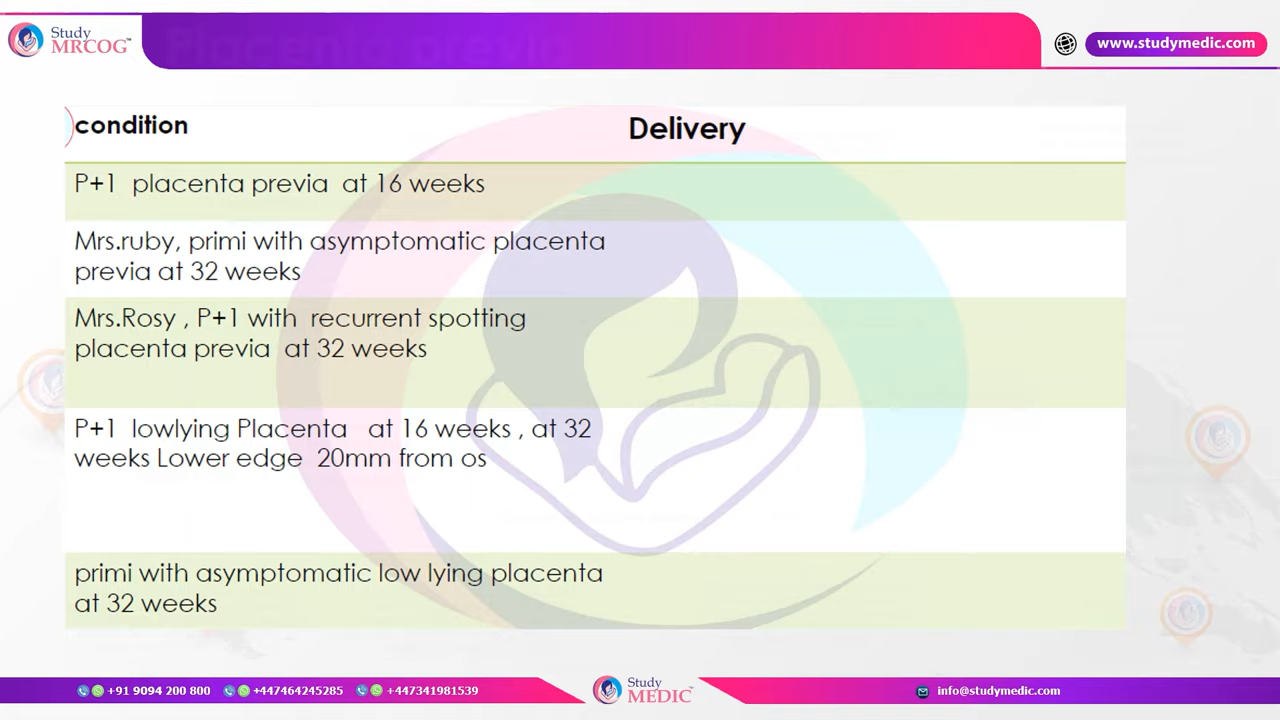 Study
MRCOG™
www.studymedic.com
condition
Delivery
P+1 placenta previa at 16 weeks
Mrs.ruby, primi with asymptomatic placenta
previa at 32 weeks
Mrs.Rosy , P+1 with recurrent spotting
placenta previa at 32 weeks
P+1 lowlying Placenta at 16 weeks , at 32
weeks Lower edge 20mm from os
primi with asymptomatic low lying placenta
at 32 weeks
+91 9094 200 800
+447464245285
+447341981539
Study
MEDIC™
info@studymedic.com